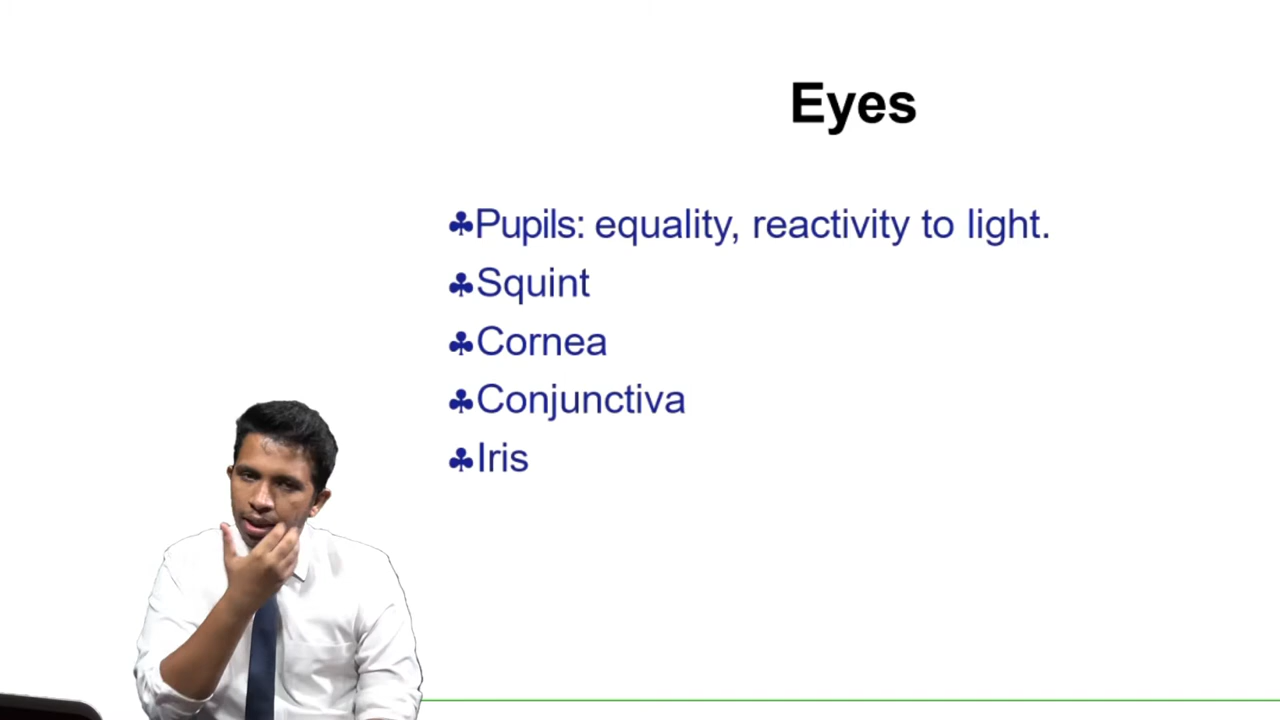 Eyes
♣Pupils: equality, reactivity to light.
♣Squint
♣Cornea
♣Conjunctiva
♣Iris